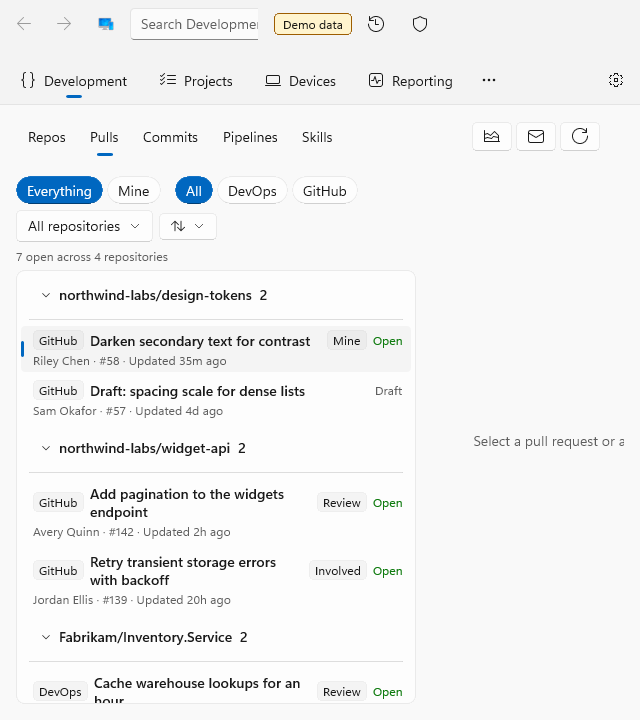 Search Developmen
Demo data
Development
Projects
Devices
Reporting
Repos
Pulls
Commits
Pipelines
Skills
Everything
Mine
All
DevOps
GitHub
All repositories
7 open across 4 repositories
northwind-labs/design-tokens 2
GitHub Darken secondary text for contrast Mine Open
Riley Chen · #58 · Updated 35m ago
GitHub Draft: spacing scale for dense lists Draft
Sam Okafor · #57 · Updated 4d ago
northwind-labs/widget-api 2
GitHub Add pagination to the widgets endpoint Review Open
Avery Quinn · #142 · Updated 2h ago
GitHub Retry transient storage errors with backoff Involved Open
Jordan Ellis · #139 · Updated 20h ago
Fabrikam/Inventory.Service 2
DevOps Cache warehouse lookups for an hour Review Open
Select a pull request or a